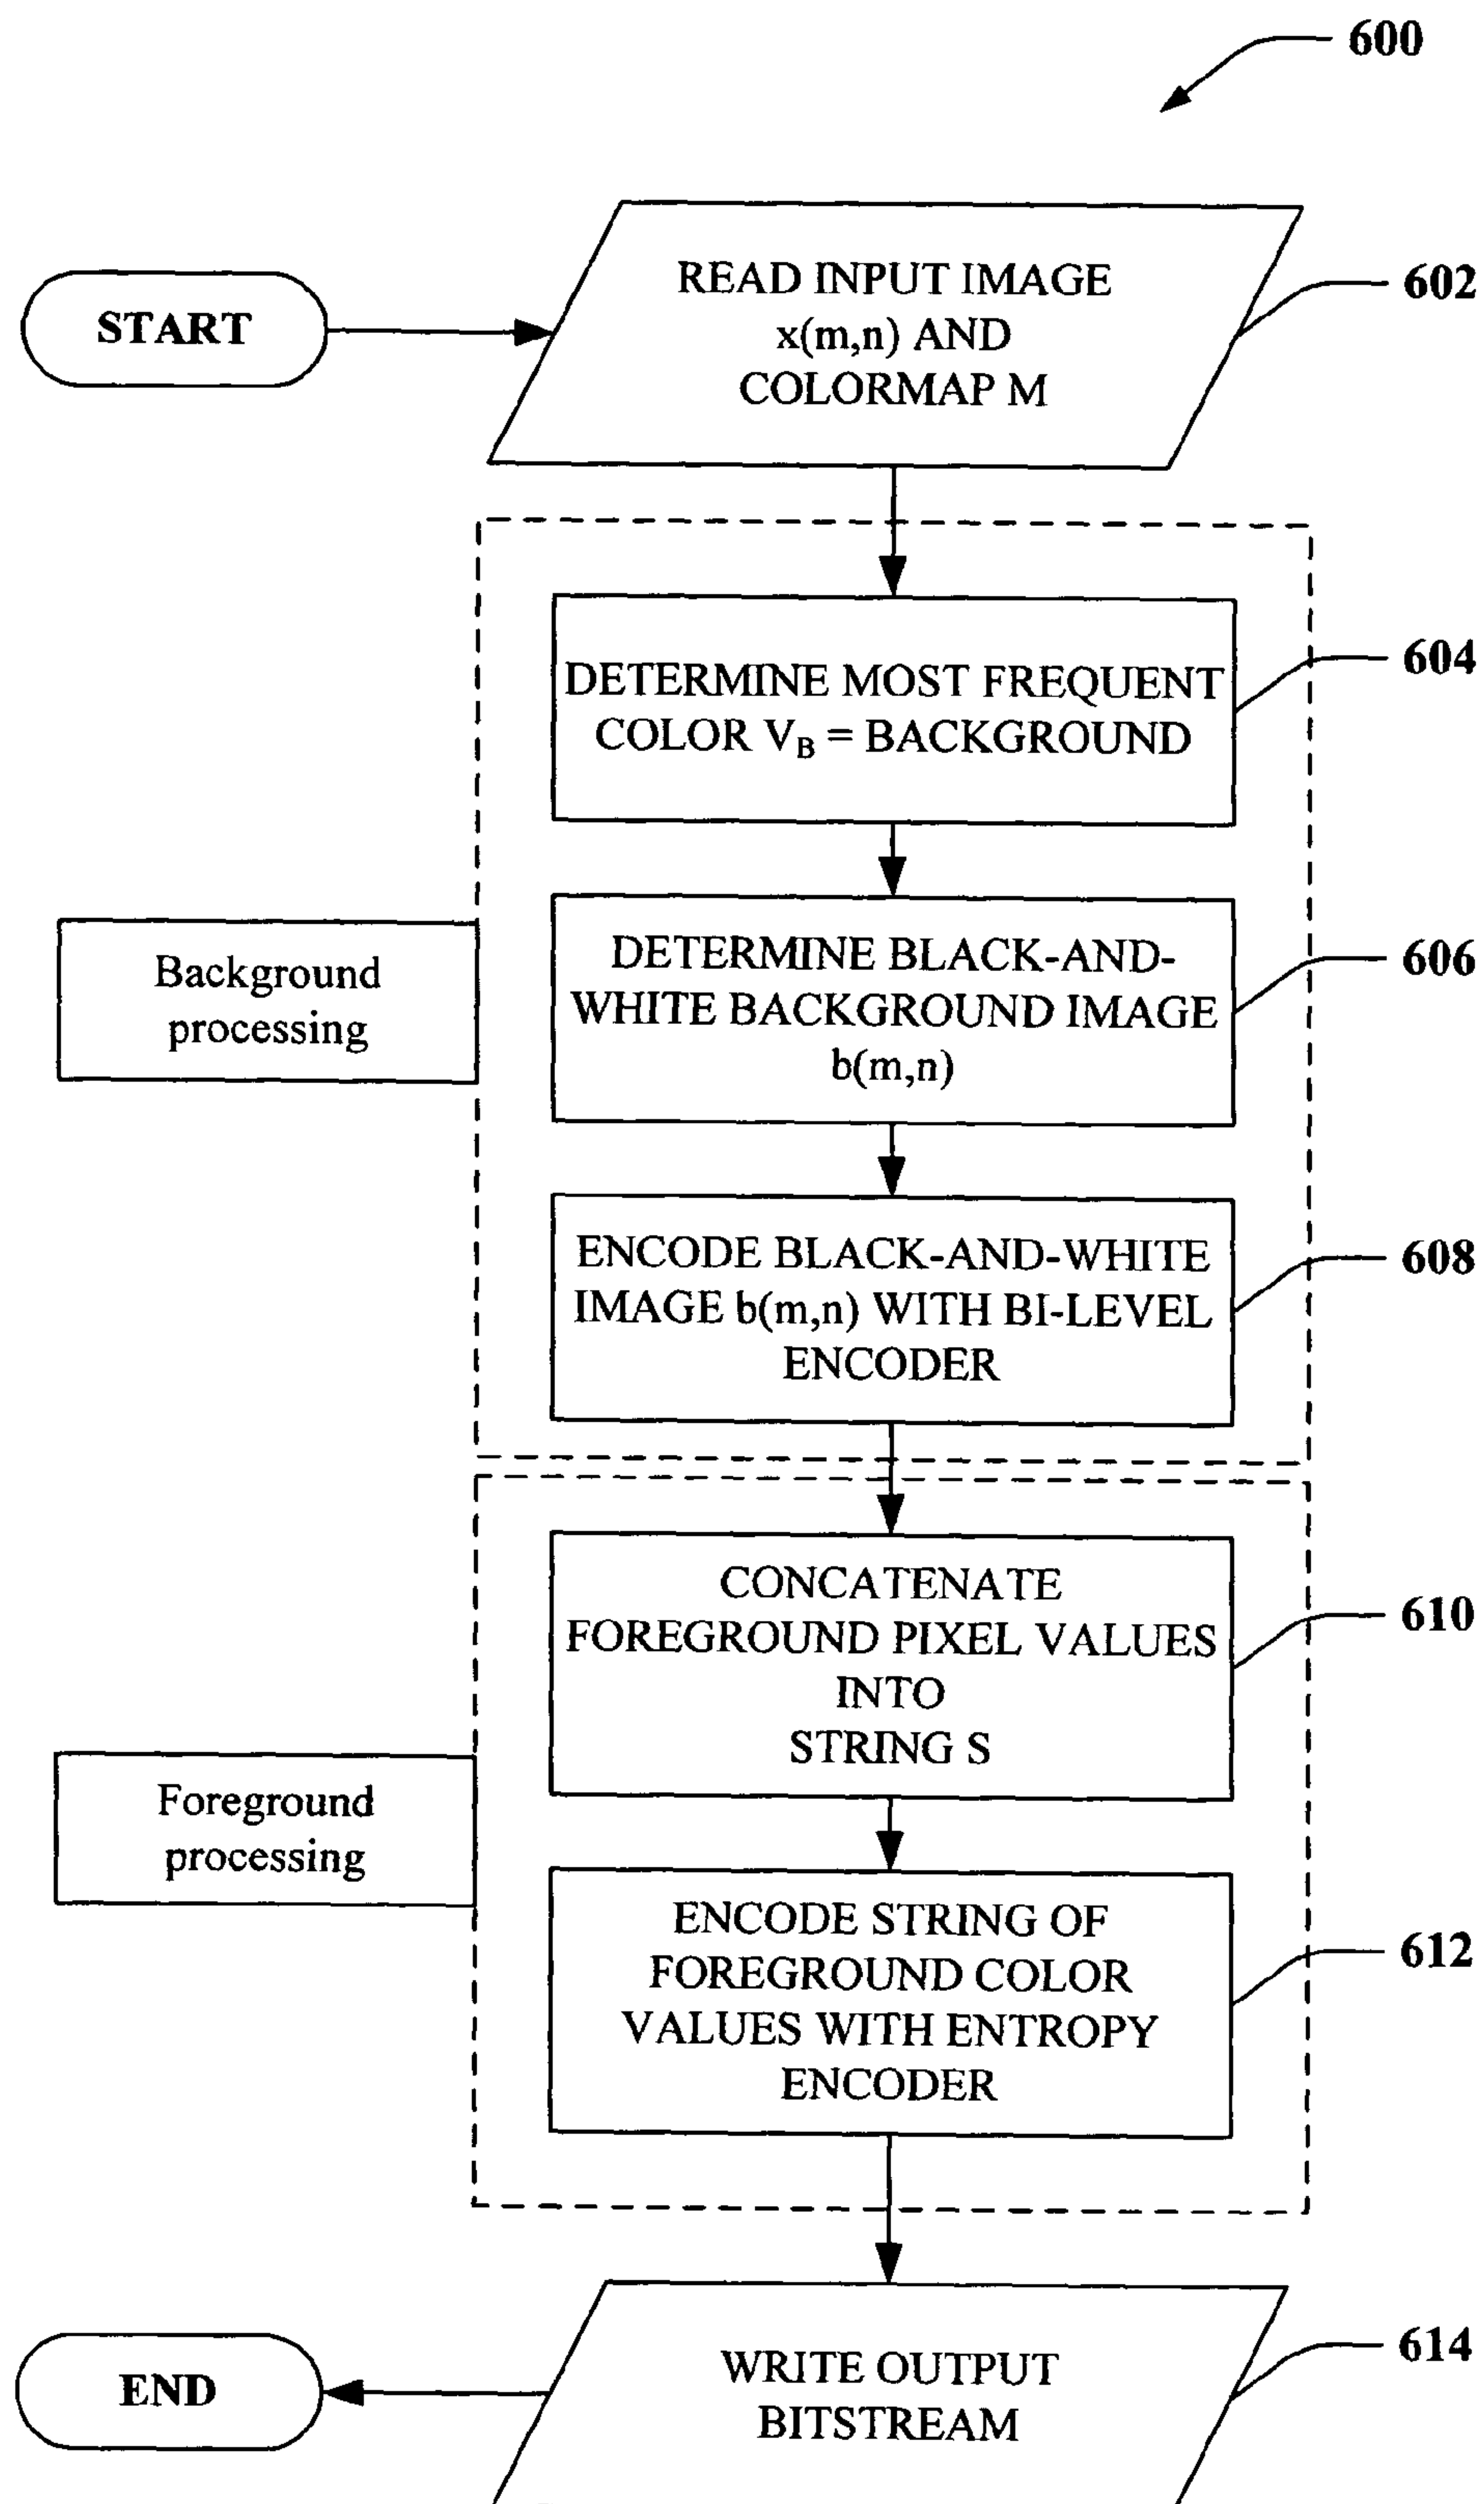 600
START
READ INPUT IMAGE
x(m,n) AND
COLORMAP M
602
DETERMINE MOST FREQUENT
COLOR V_B = BACKGROUND
604
Background
processing
DETERMINE BLACK-AND-
WHITE BACKGROUND IMAGE
b(m,n)
606
ENCODE BLACK-AND-WHITE
IMAGE b(m,n) WITH BI-LEVEL
ENCODER
608
CONCATENATE
FOREGROUND PIXEL VALUES
INTO
STRING S
610
Foreground
processing
ENCODE STRING OF
FOREGROUND COLOR
VALUES WITH ENTROPY
ENCODER
612
WRITE OUTPUT
BITSTREAM
614
END